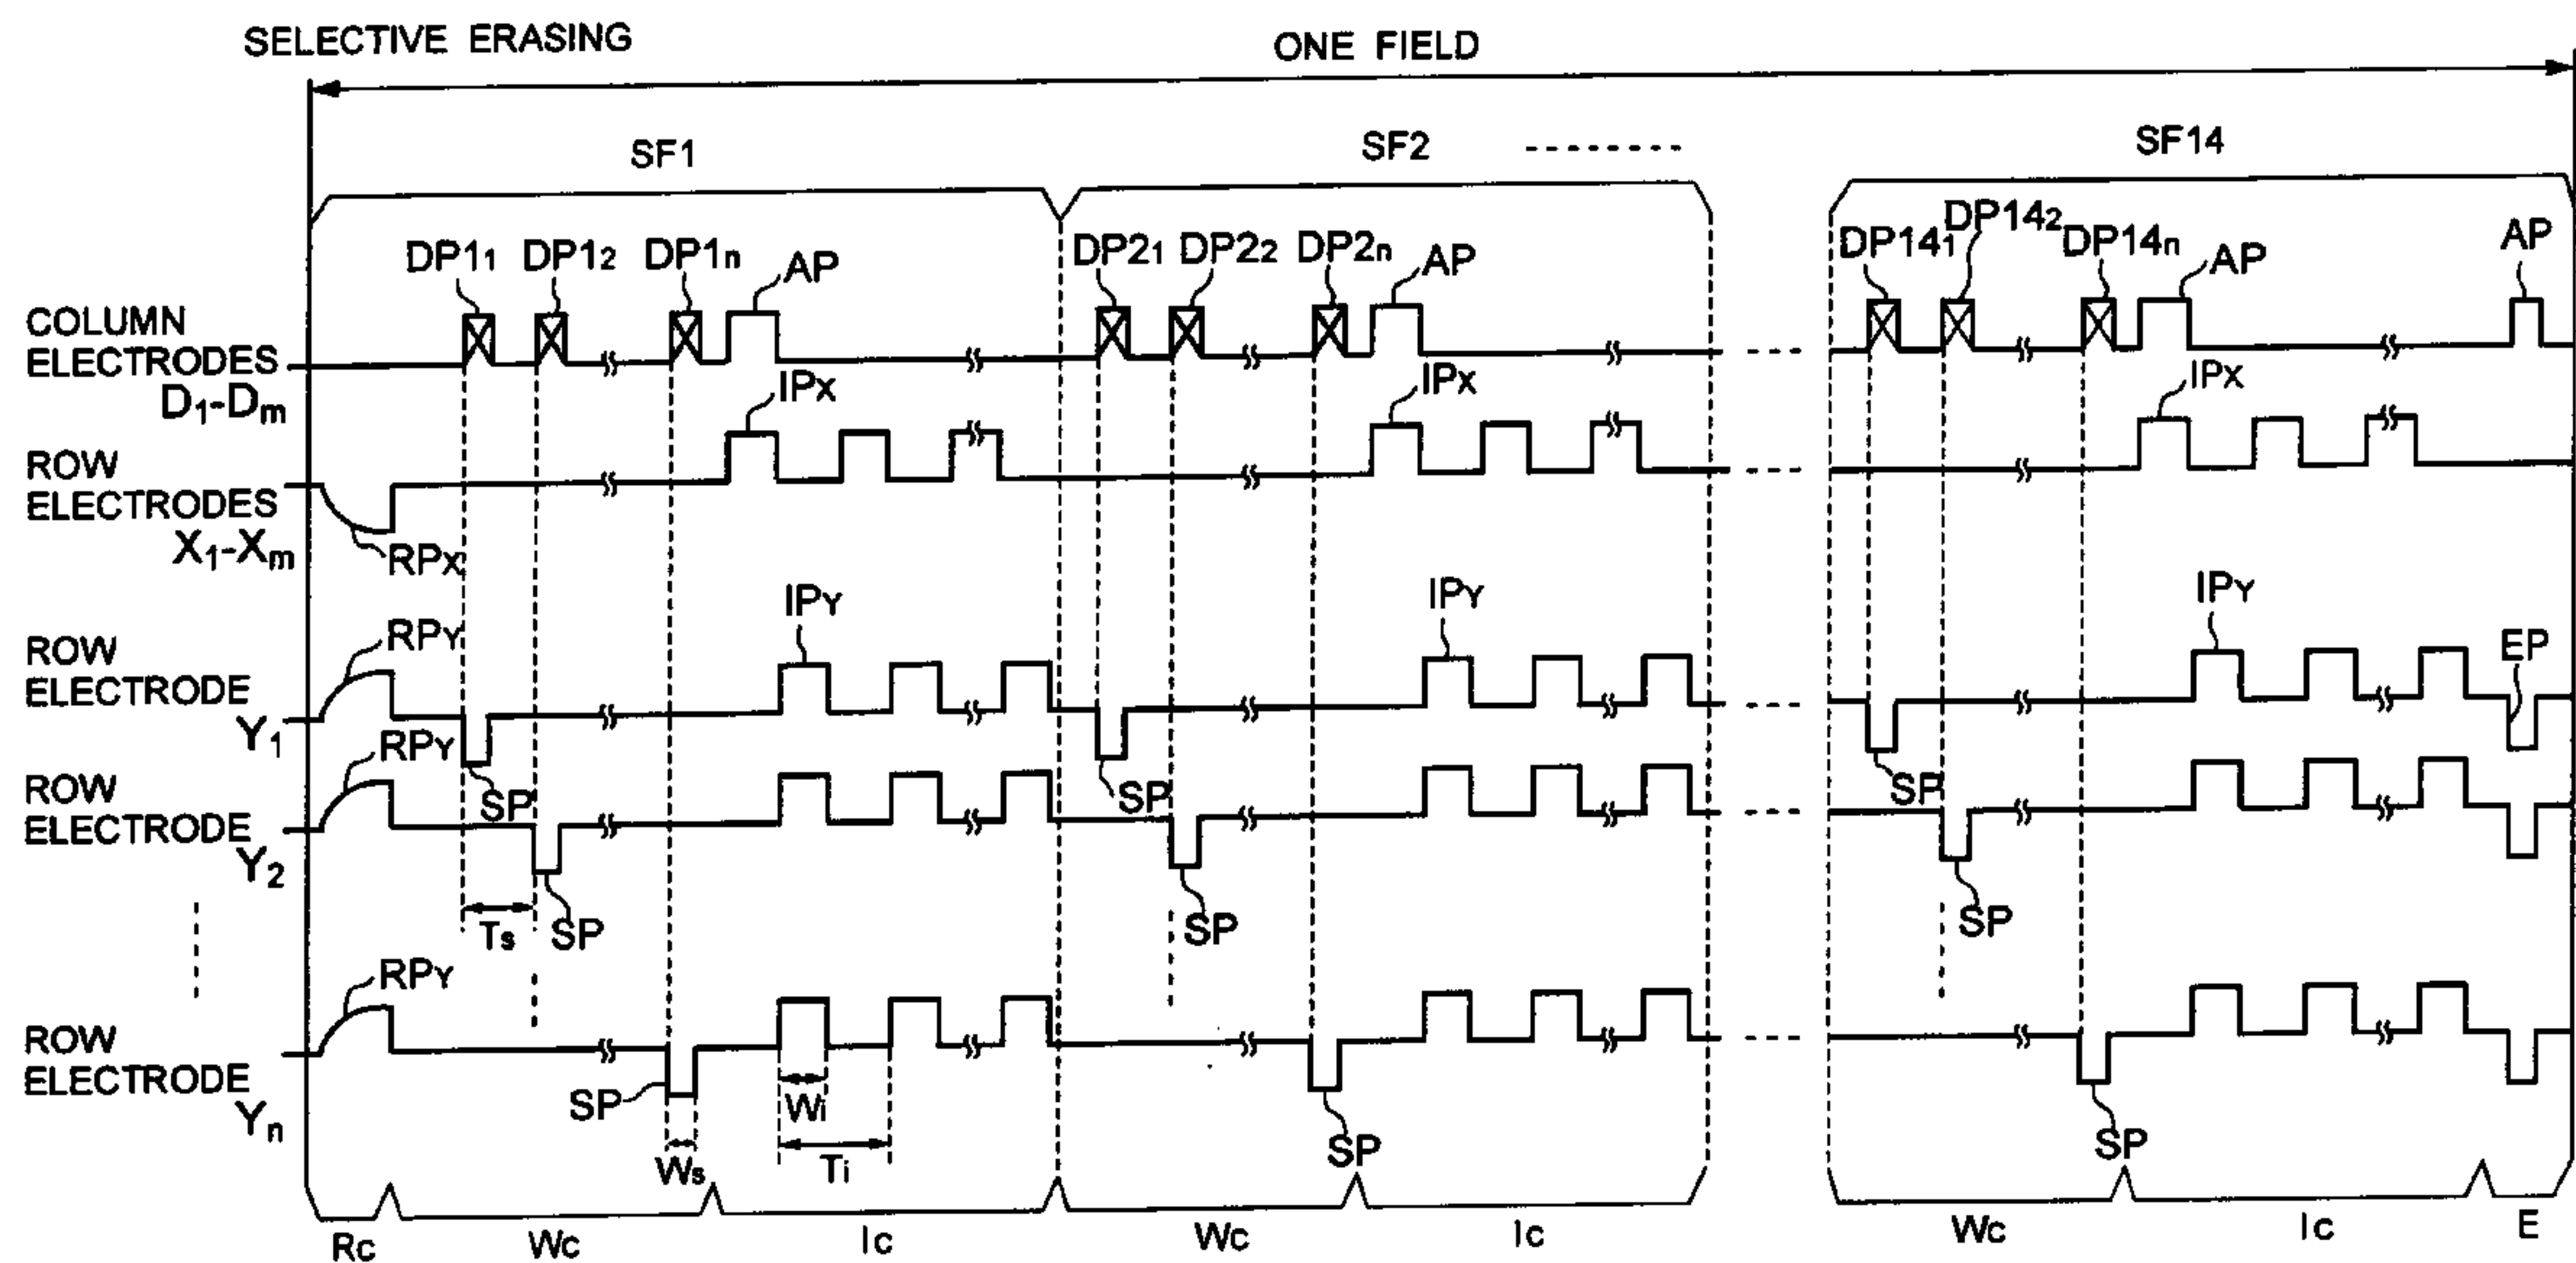 SELECTIVE ERASING
ONE FIELD
SF1
SF2
SF14
DP1₁ DP1₂ DP1n AP
DP2₁ DP2₂ DP2n AP
DP14₁ DP14₂ DP14n AP AP
COLUMN
ELECTRODES
D₁-Dm
IPX IPX IPX
ROW
ELECTRODES
X₁-Xm
RPX
ROW
ELECTRODE
Y₁
RPY IPY IPY IPY EP
SP SP SP
ROW
ELECTRODE
Y₂
RPY
Ts SP SP SP
ROW
ELECTRODE
Yn
RPY
SP Wi SP SP
Ws Ti
Rc Wc Ic Wc Ic Wc Ic E